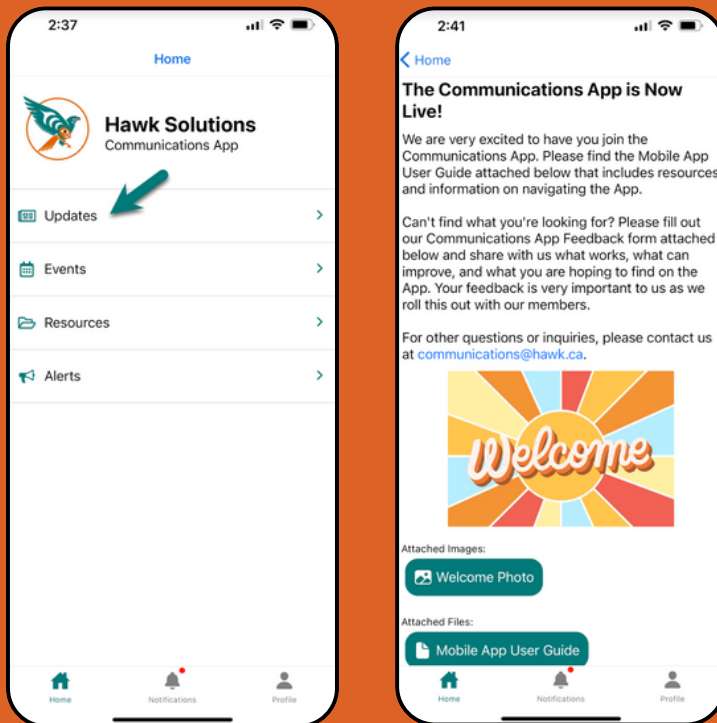 2:37
Home
Hawk Solutions
Communications App
Updates
Events
Resources
Alerts
Home
Notifications
Profile
2:41
Home
The Communications App is Now
Live!
We are very excited to have you join the
Communications App. Please find the Mobile App
User Guide attached below that includes resources
and information on navigating the App.
Can't find what you're looking for? Please fill out
our Communications App Feedback form attached
below and share with us what works, what can
improve, and what you are hoping to find on the
App. Your feedback is very important to us as we
roll this out with our members.
For other questions or inquiries, please contact us
at communications@hawk.ca.
Welcome
Attached Images:
Welcome Photo
Attached Files:
Mobile App User Guide
Home
Notifications
Profile